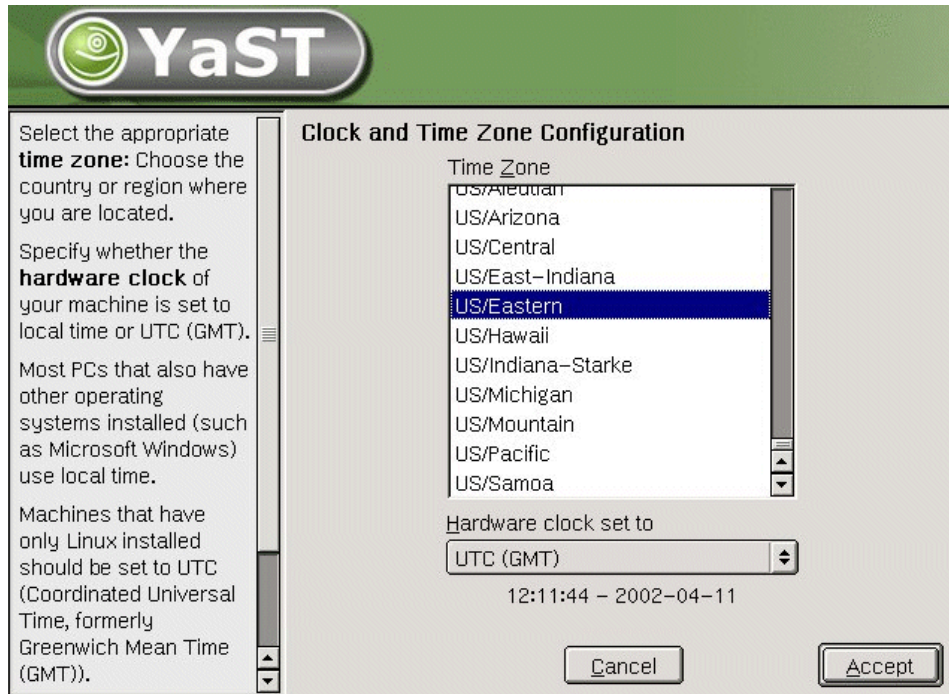 YaST
Select the appropriate
time zone: Choose the
country or region where
you are located.
Specify whether the
hardware clock of
your machine is set to
local time or UTC (GMT).
Most PCs that also have
other operating
systems installed (such
as Microsoft Windows)
use local time.
Machines that have
only Linux installed
should be set to UTC
(Coordinated Universal
Time, formerly
Greenwich Mean Time
(GMT)).
Clock and Time Zone Configuration
Time Zone
US/Aleutian
US/Arizona
US/Central
US/East-Indiana
US/Eastern
US/Hawaii
US/Indiana-Starke
US/Michigan
US/Mountain
US/Pacific
US/Samoa
Hardware clock set to
UTC (GMT)
12:11:44 - 2002-04-11
Cancel
Accept